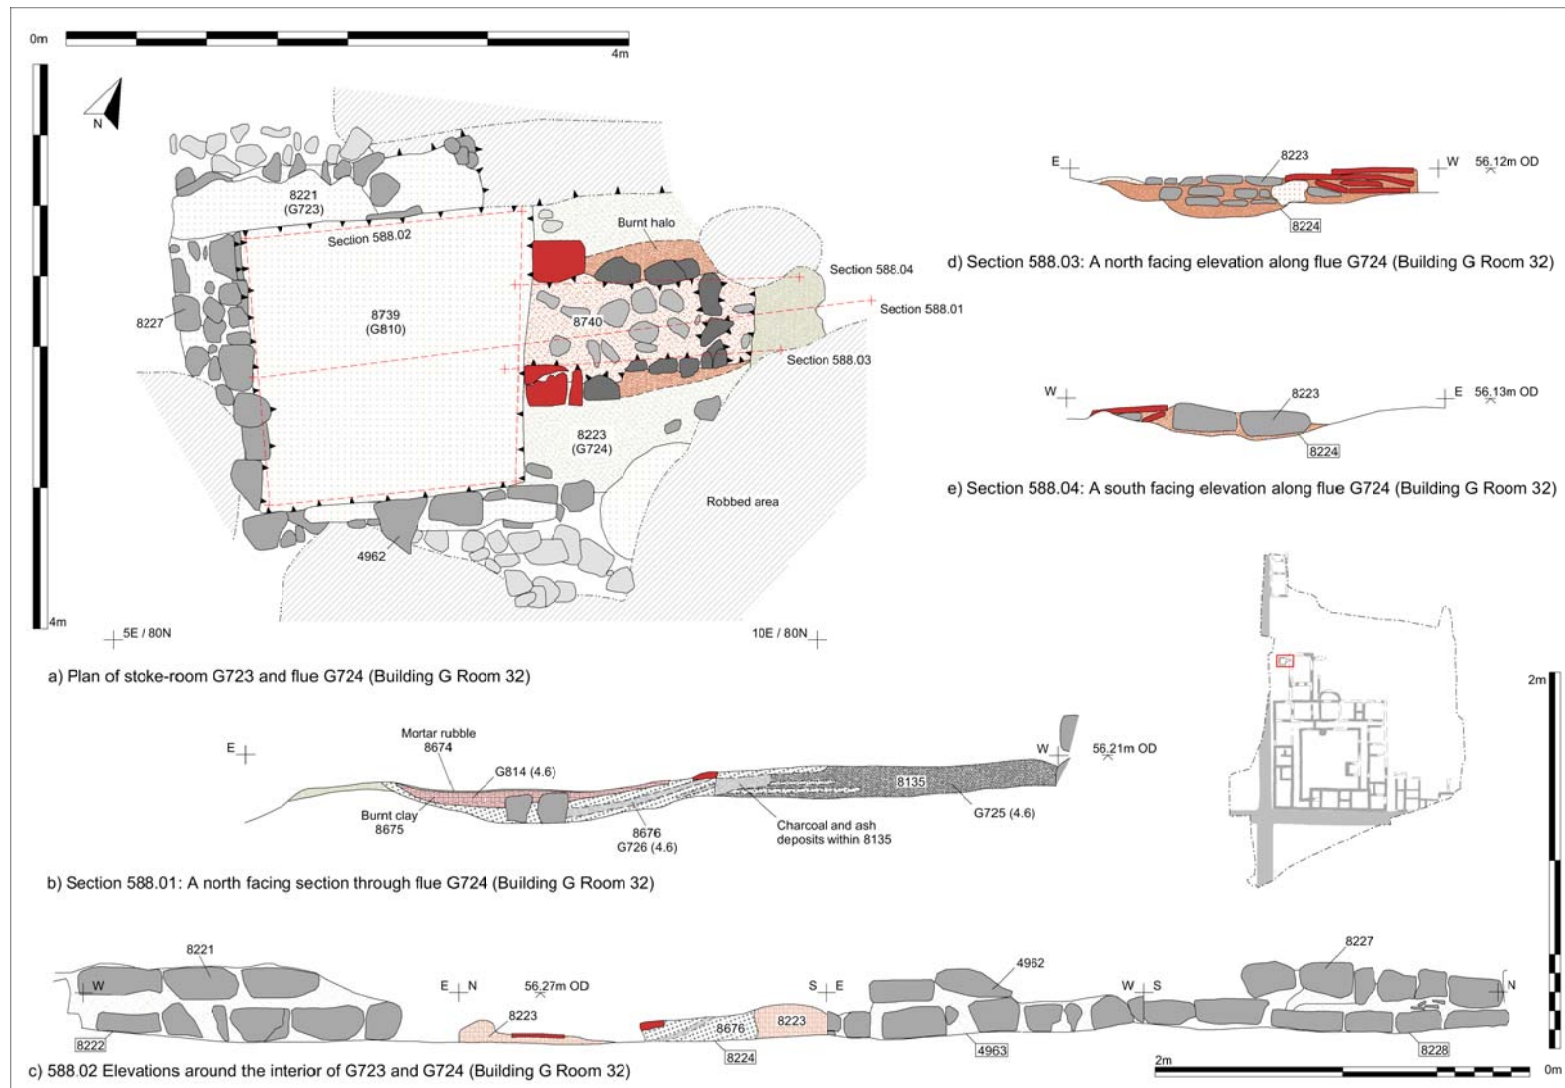 0m
4m
N
8221
(G723)
Section 588.02
Burnt halo
Section 588.04
Section 588.01
8227
8739
(G810)
8740
Section 588.03
8223
(G724)
Robbed area
4962
4m
5E / 80N
10E / 80N
a) Plan of stoke-room G723 and flue G724 (Building G Room 32)
E
8223
W
56.12m OD
8224
d) Section 588.03: A north facing elevation along flue G724 (Building G Room 32)
W
8223
E
56.13m OD
8224
e) Section 588.04: A south facing elevation along flue G724 (Building G Room 32)
E
Mortar rubble
8674
G814 (4.6)
W
56.21m OD
8135
Burnt clay
8675
8676
G726 (4.6)
Charcoal and ash
deposits within 8135
G725 (4.6)
b) Section 588.01: A north facing section through flue G724 (Building G Room 32)
2m
8221
W
E
N
56.27m OD
8223
S
E
4962
W
S
8227
N
8676
8223
8222
8224
4963
8228
c) 588.02 Elevations around the interior of G723 and G724 (Building G Room 32)
2m
0m